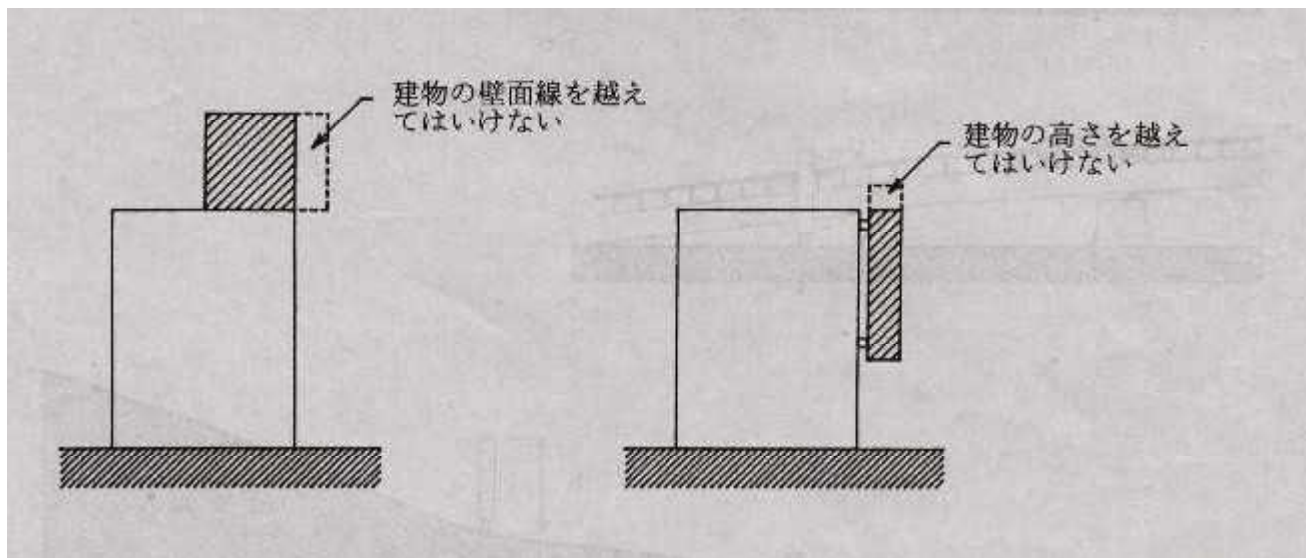 建物の壁面線を越え
てはいけない
建物の高さを越え
てはいけない